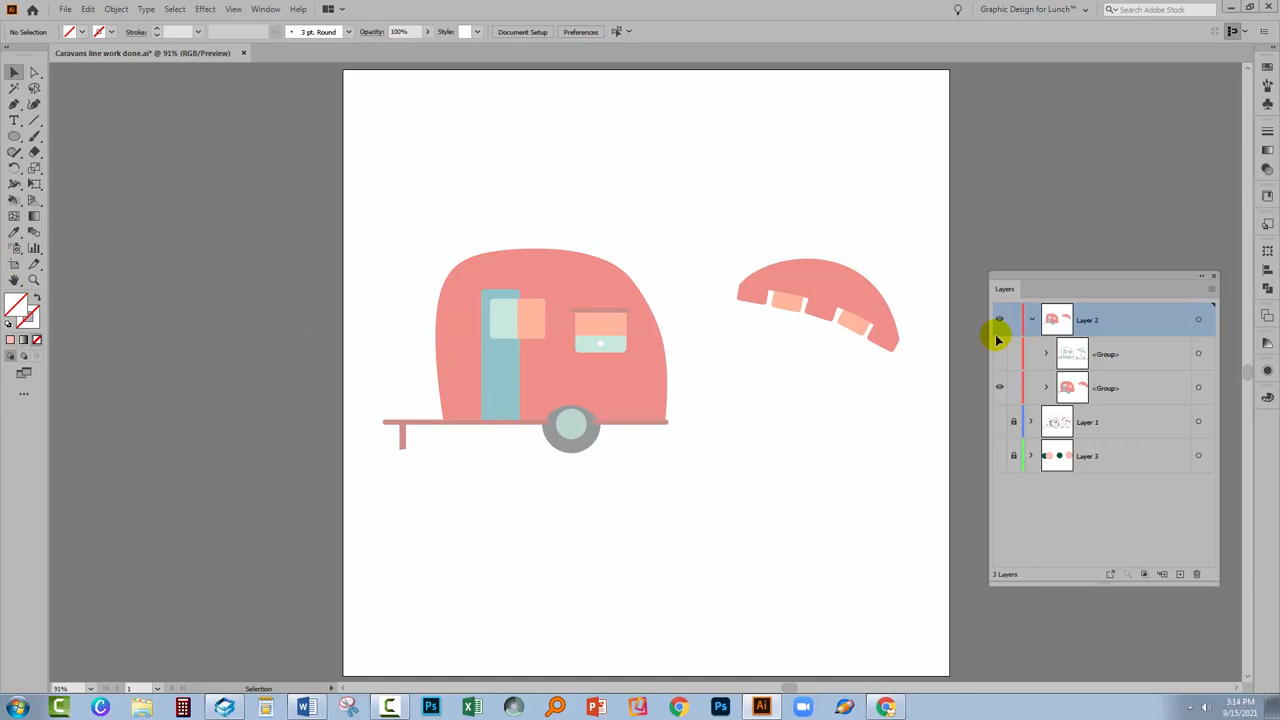 Ai File Edit Object Type Select Effect View Window Help Graphic Design for Lunch™ Search Adobe Stock
No Selection Stroke: 3 pt. Round Opacity: 100% Style: Document Setup Preferences
Caravans line work done.ai* @ 91% (RGB/Preview) ×
Layers
Layer 2
<Group>
<Group>
Layer 1
Layer 3
3 Layers
91% 1 Selection
3:14 PM
9/15/2021